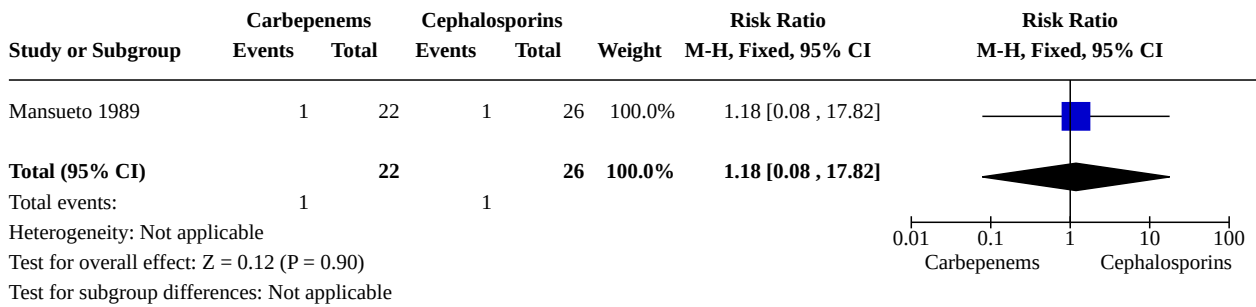 Carbepenems Cephalosporins Risk Ratio Risk Ratio
Study or Subgroup Events Total Events Total Weight M-H, Fixed, 95% CI M-H, Fixed, 95% CI
Mansueto 1989 1 22 1 26 100.0% 1.18 [0.08 , 17.82]
Total (95% CI) 22 26 100.0% 1.18 [0.08 , 17.82]
Total events: 1 1
Heterogeneity: Not applicable 0.01 0.1 1 10 100
Test for overall effect: Z = 0.12 (P = 0.90) Carbepenems Cephalosporins
Test for subgroup differences: Not applicable